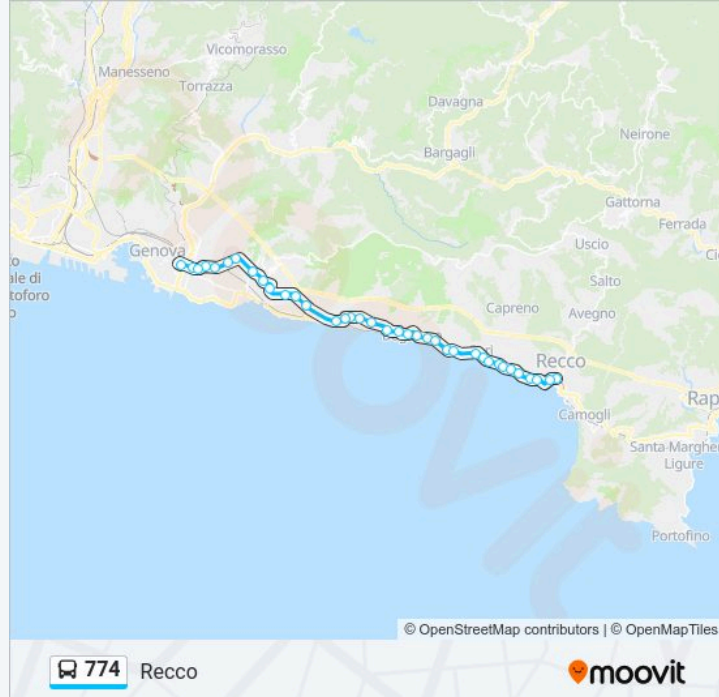 Vicomorasso
Manesseno
Torrazza
Davagna
Neirone
Bargagli
Gattorna
Ferrada
Uscio
Genova
Salto
Capreno
Avegno
Recco
Rap
Camogli
Santa Margher
Ligure
Portofino
© OpenStreetMap contributors | © OpenMapTiles
774 Recco
moovit